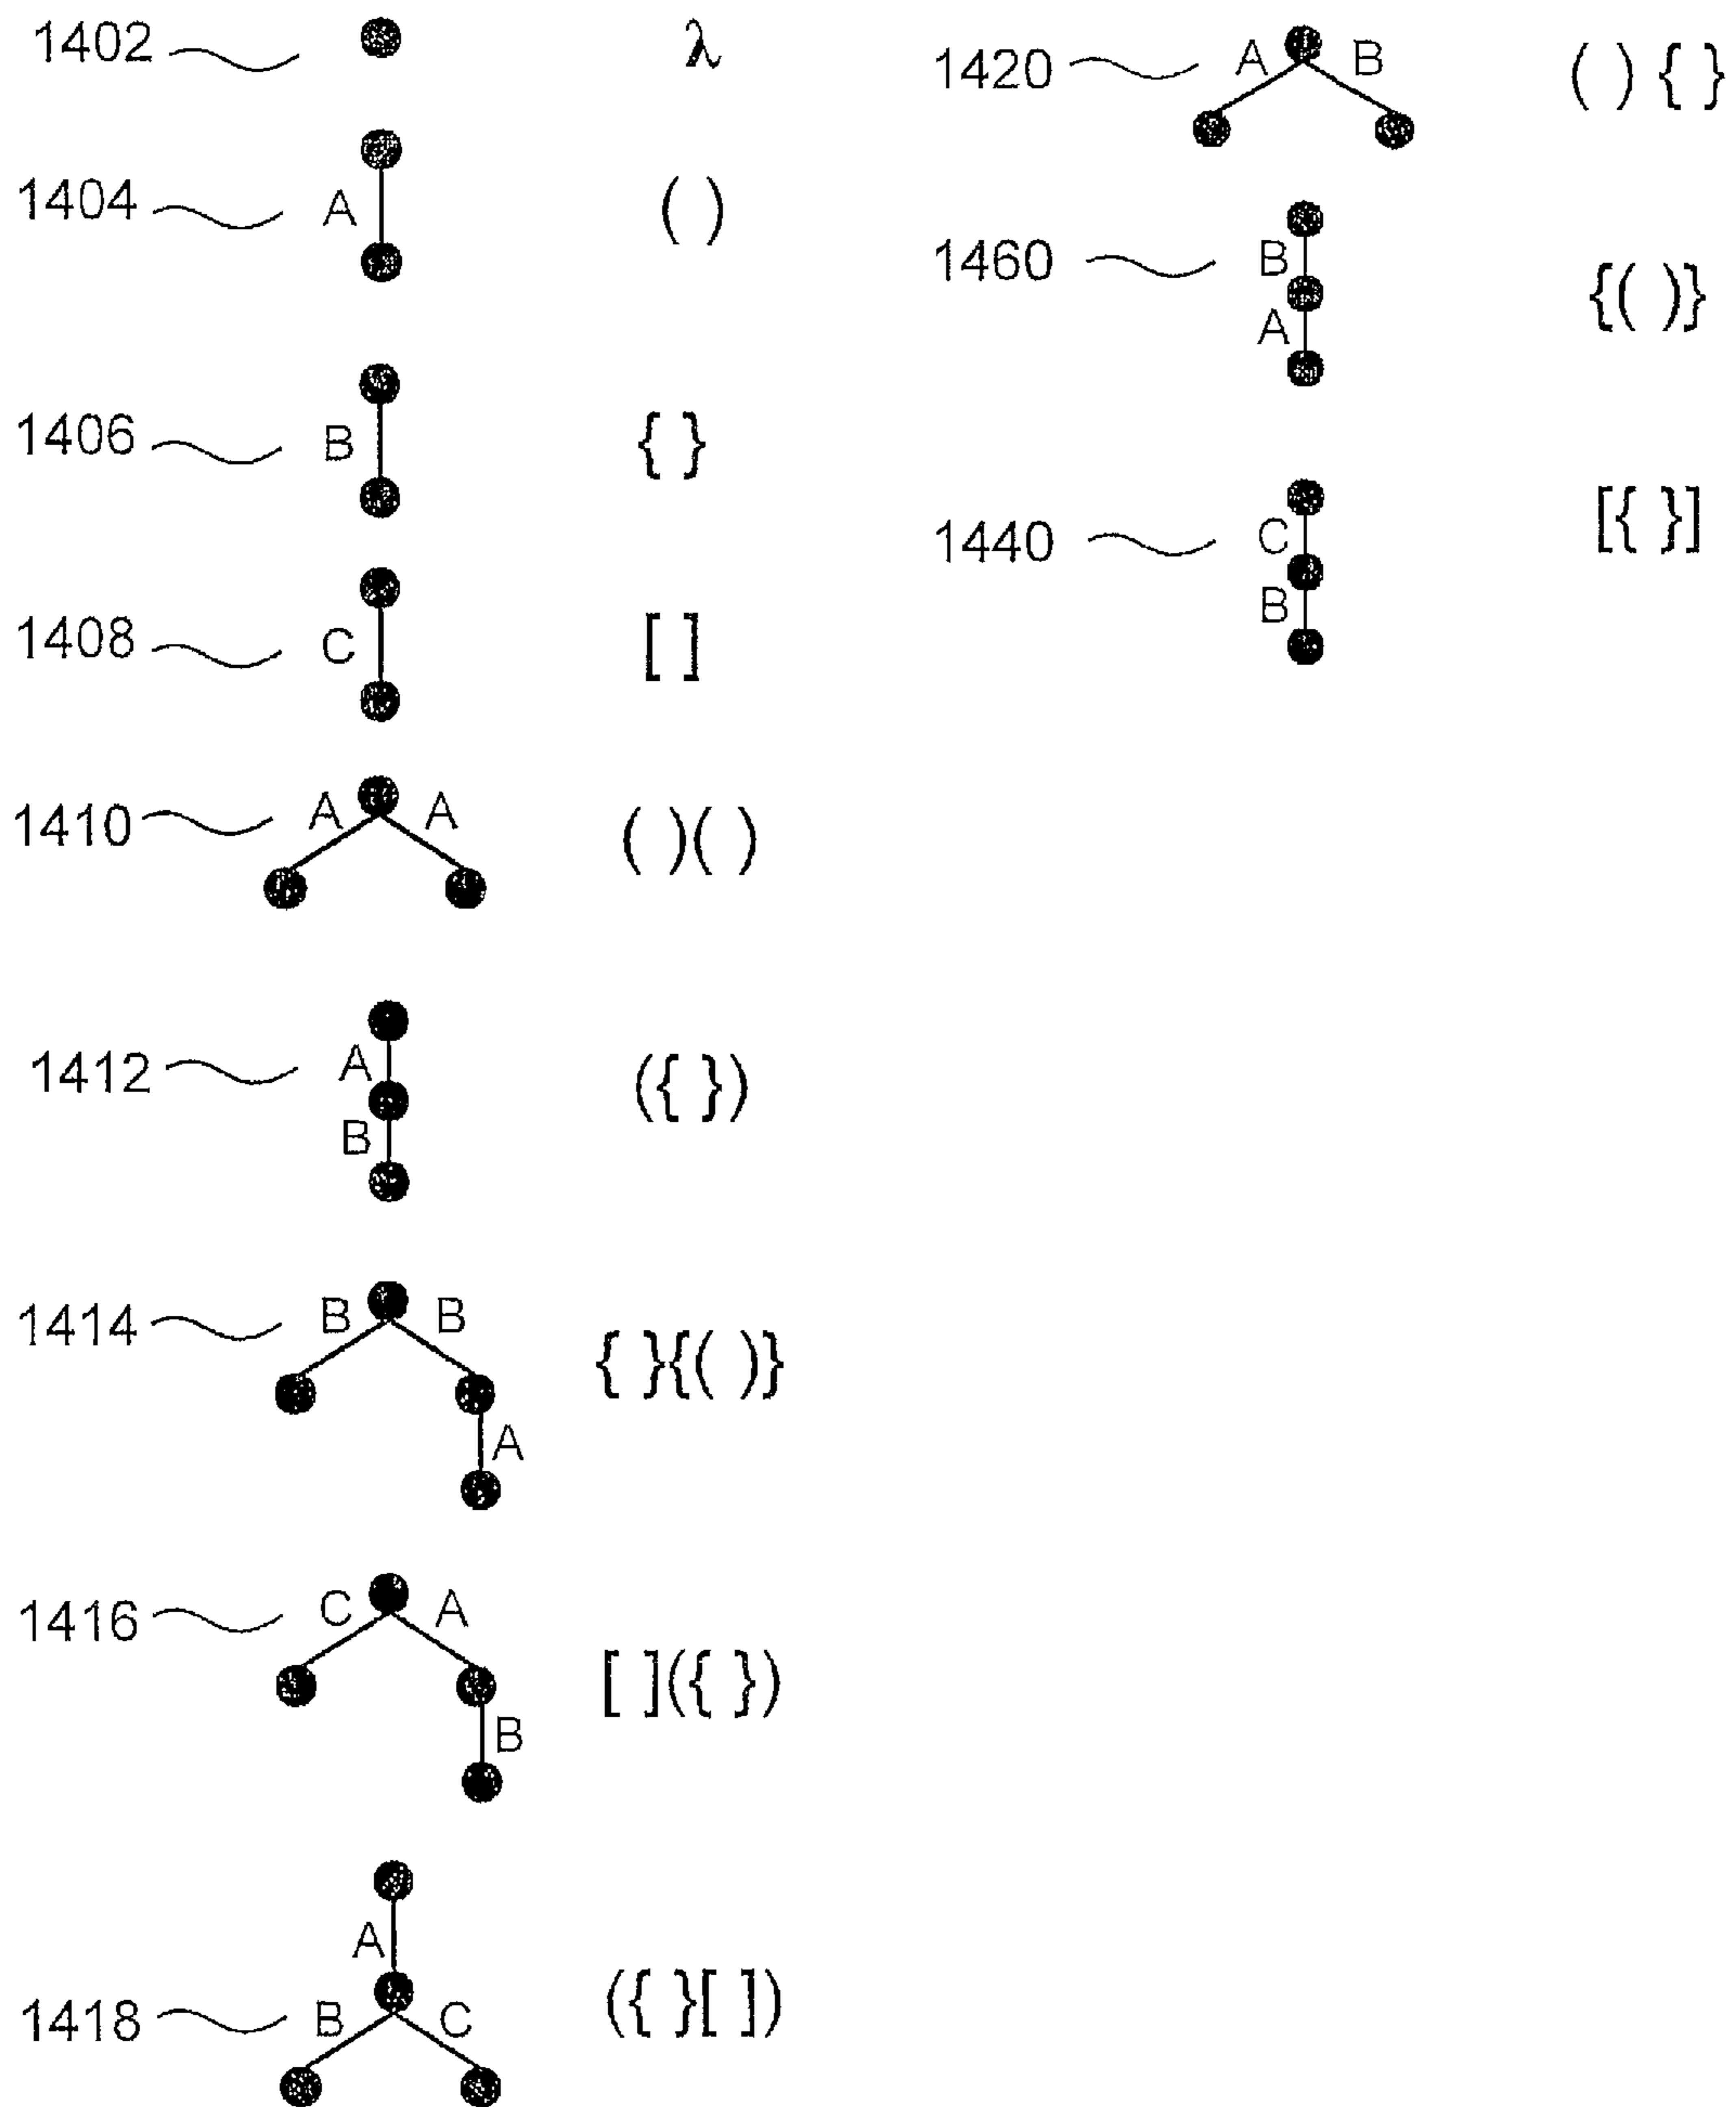 1402 λ
1404 A ( )
1406 B { }
1408 C [ ]
1410 A A ( )( )
1412 A ({ })
B
1414 B B { }{( )}
A
1416 C A [ ]({ })
B
A
1418 B C ({ }[ ])
1420 A B ( ) { }
1460 B {( )}
A
1440 C [{ }]
B